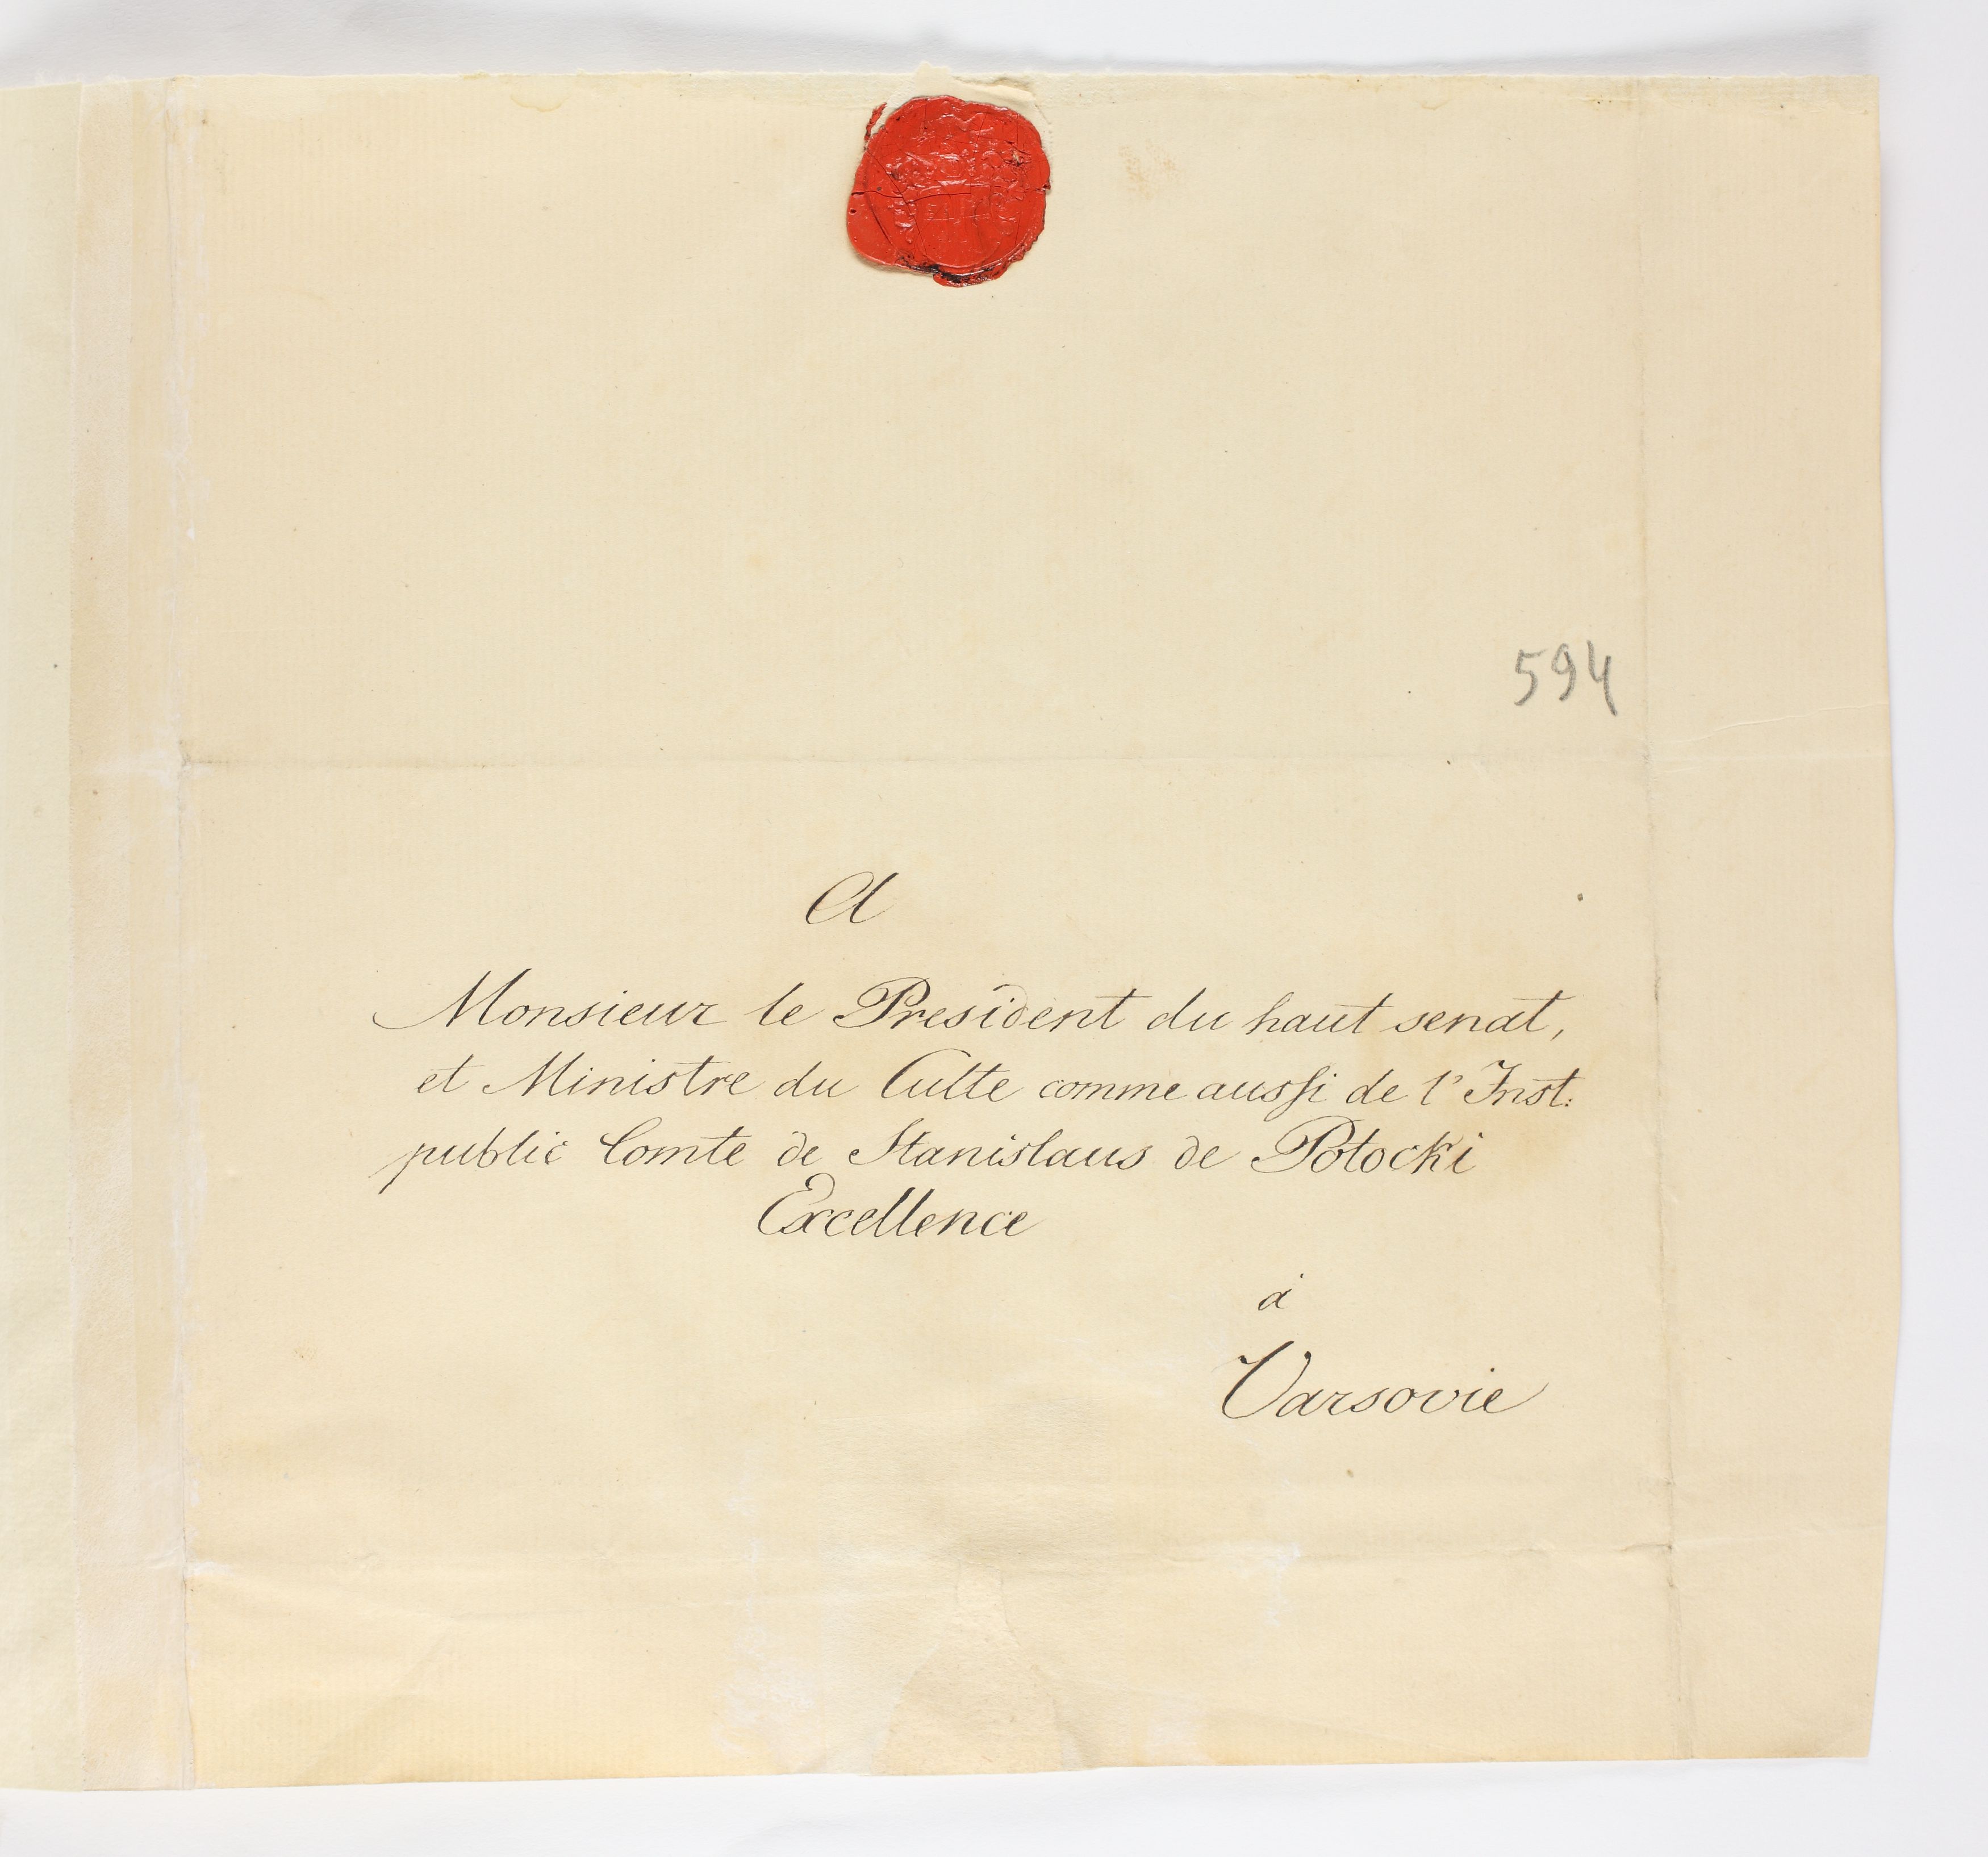 594
A
Monsieur le President du haut senat,
et Ministre du Culte comme aussi de l'Inst:
public Comte de Stanislaus de Potocki
Excellence
à
Varsovie